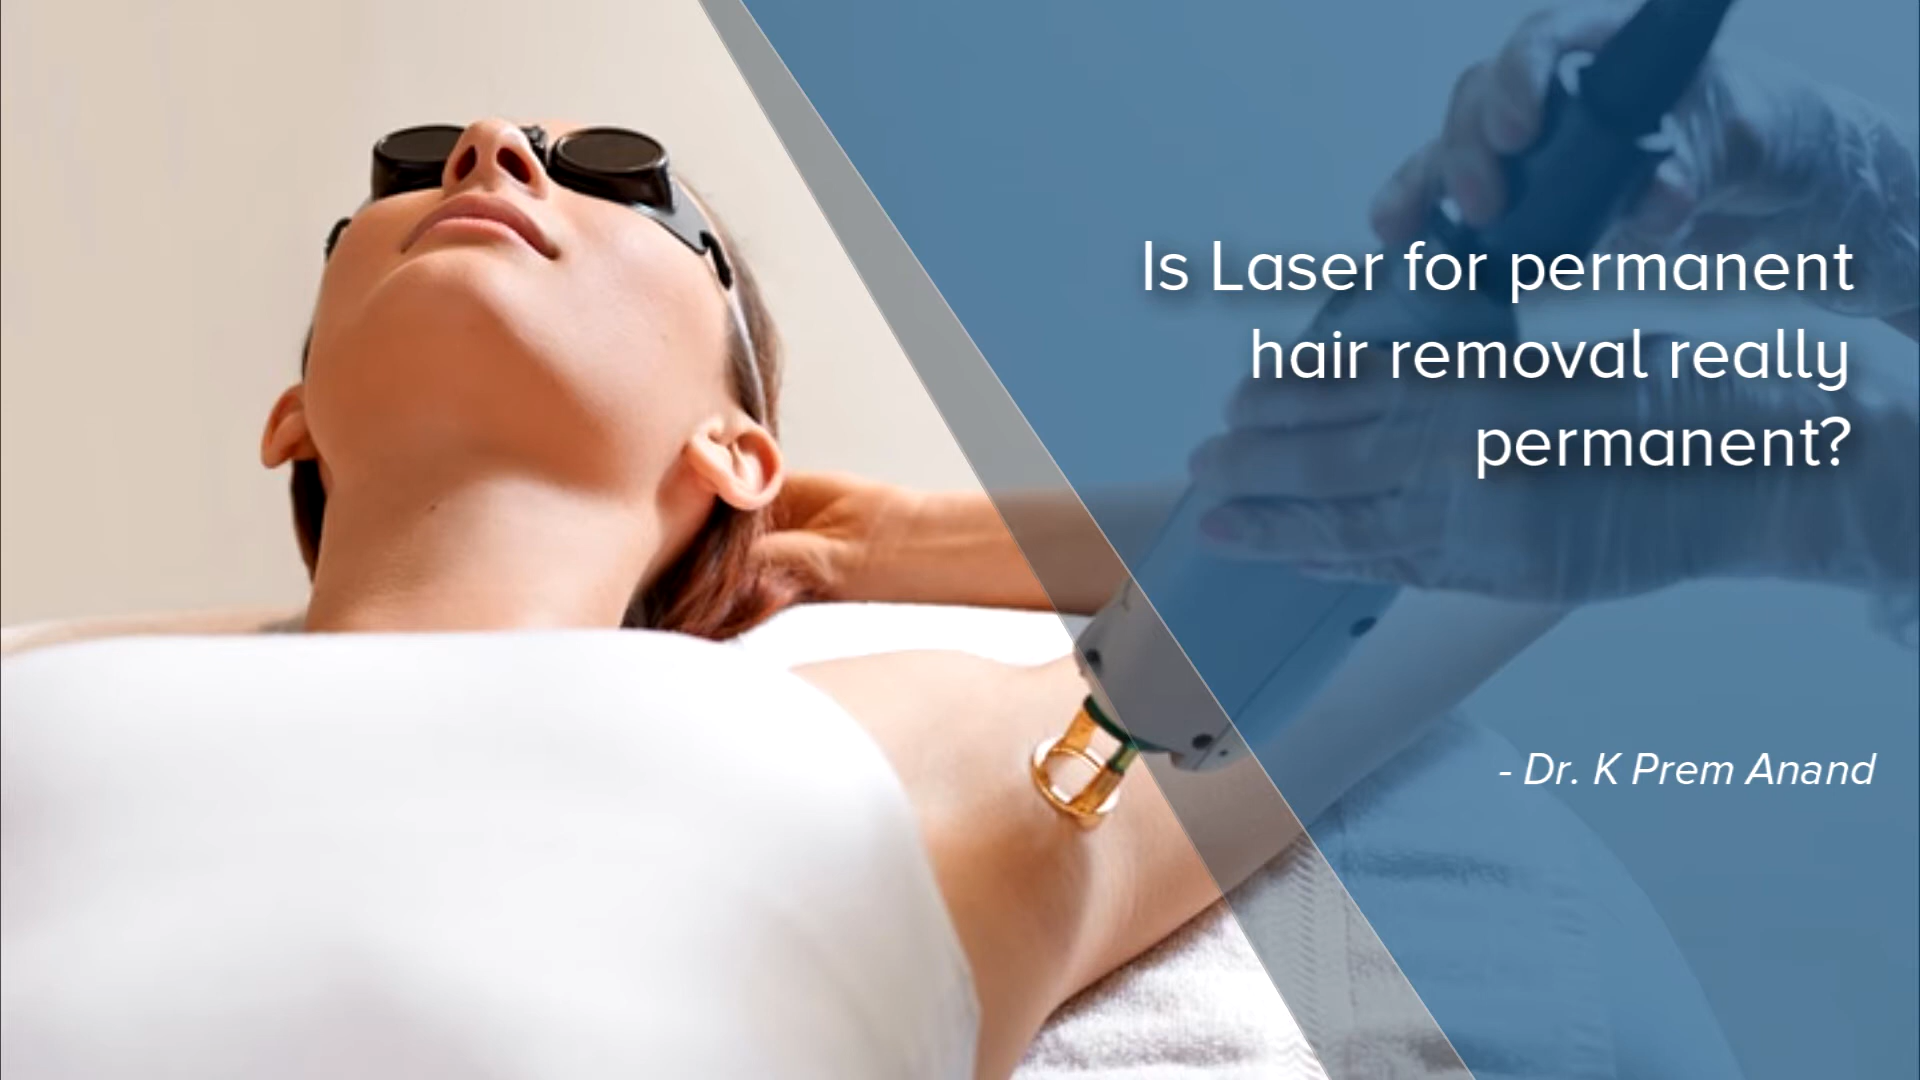 Is Laser for permanent
hair removal really
permanent?
- Dr. K Prem Anand